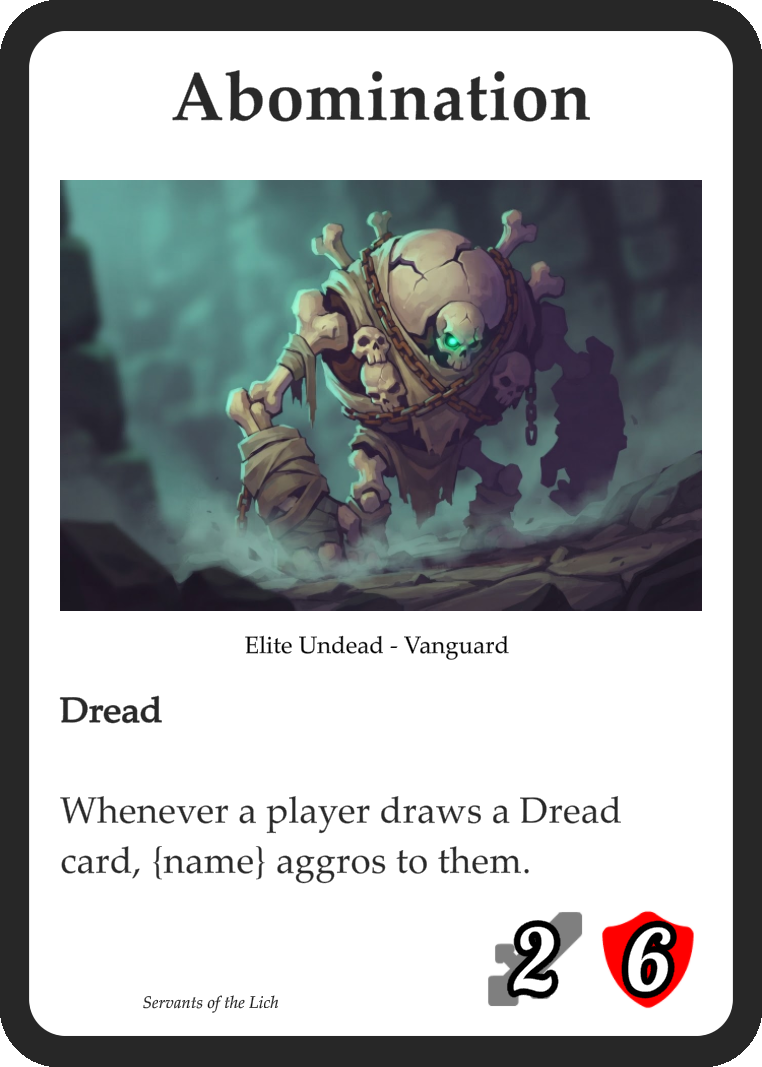 Abomination
Elite Undead - Vanguard
Dread
Whenever a player draws a Dread
card, {name} aggros to them.
2 6
Servants of the Lich